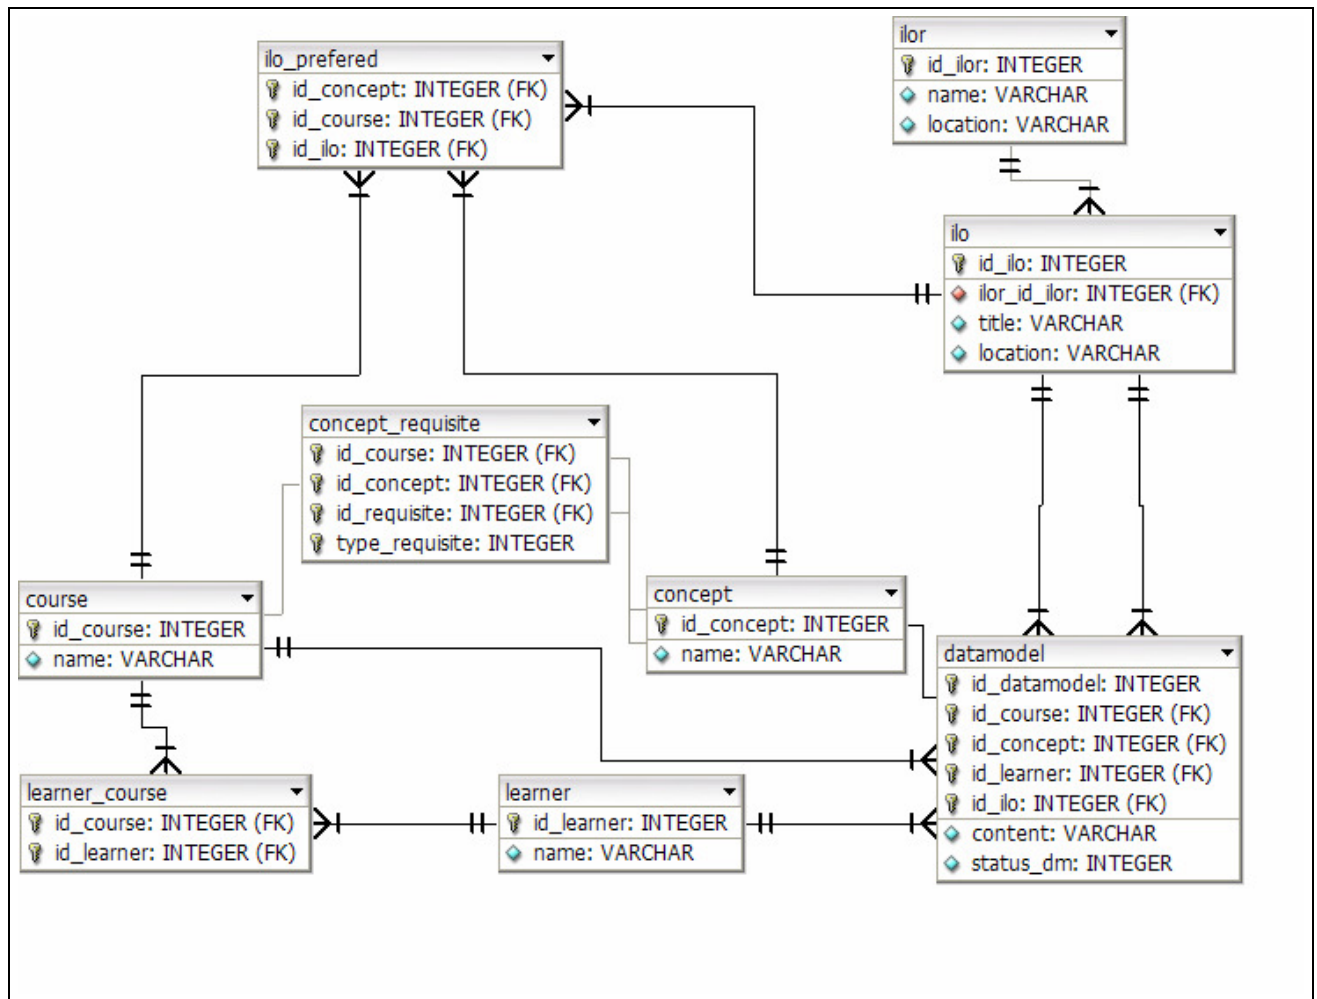 ilo_prefered
id_concept: INTEGER (FK)
id_course: INTEGER (FK)
id_ilo: INTEGER (FK)
ilor
id_ilor: INTEGER
name: VARCHAR
location: VARCHAR
ilo
id_ilo: INTEGER
ilor_id_ilor: INTEGER (FK)
title: VARCHAR
location: VARCHAR
concept_requisite
id_course: INTEGER (FK)
id_concept: INTEGER (FK)
id_requisite: INTEGER (FK)
type_requisite: INTEGER
course
id_course: INTEGER
name: VARCHAR
concept
id_concept: INTEGER
name: VARCHAR
datamodel
id_datamodel: INTEGER
id_course: INTEGER (FK)
id_concept: INTEGER (FK)
id_learner: INTEGER (FK)
id_ilo: INTEGER (FK)
content: VARCHAR
status_dm: INTEGER
learner_course
id_course: INTEGER (FK)
id_learner: INTEGER (FK)
learner
id_learner: INTEGER
name: VARCHAR